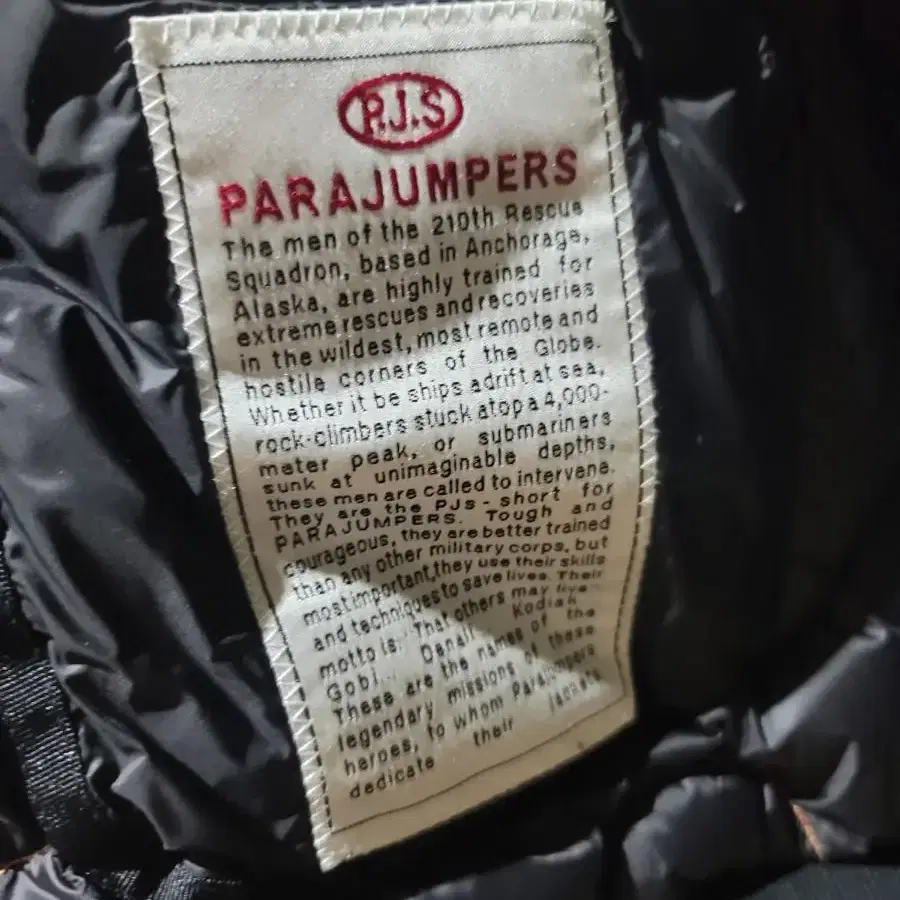 P.J.S
PARAJUMPERS
The men of the 210th Rescue
Squadron, based in Anchorage,
Alaska, are highly trained for
extreme rescues and recoveries
in the wildest, most remote and
hostile corners of the Globe.
Whether it be ships adrift at sea,
rock-climbers stuck atop a 4,000-
meter peak, or submariners
sunk at unimaginable depths,
these men are called to intervene.
They are the PJs - short for
PARAJUMPERS. Tough and
courageous, they are better trained
than any other military corps, but
most important, they use their skills
and techniques to save lives. Their
motto is: That others may live...
Gobi... Denali Kodiak
These are the names of the
legendary missions of these
heroes, to whom Parajumpers
dedicate their jackets